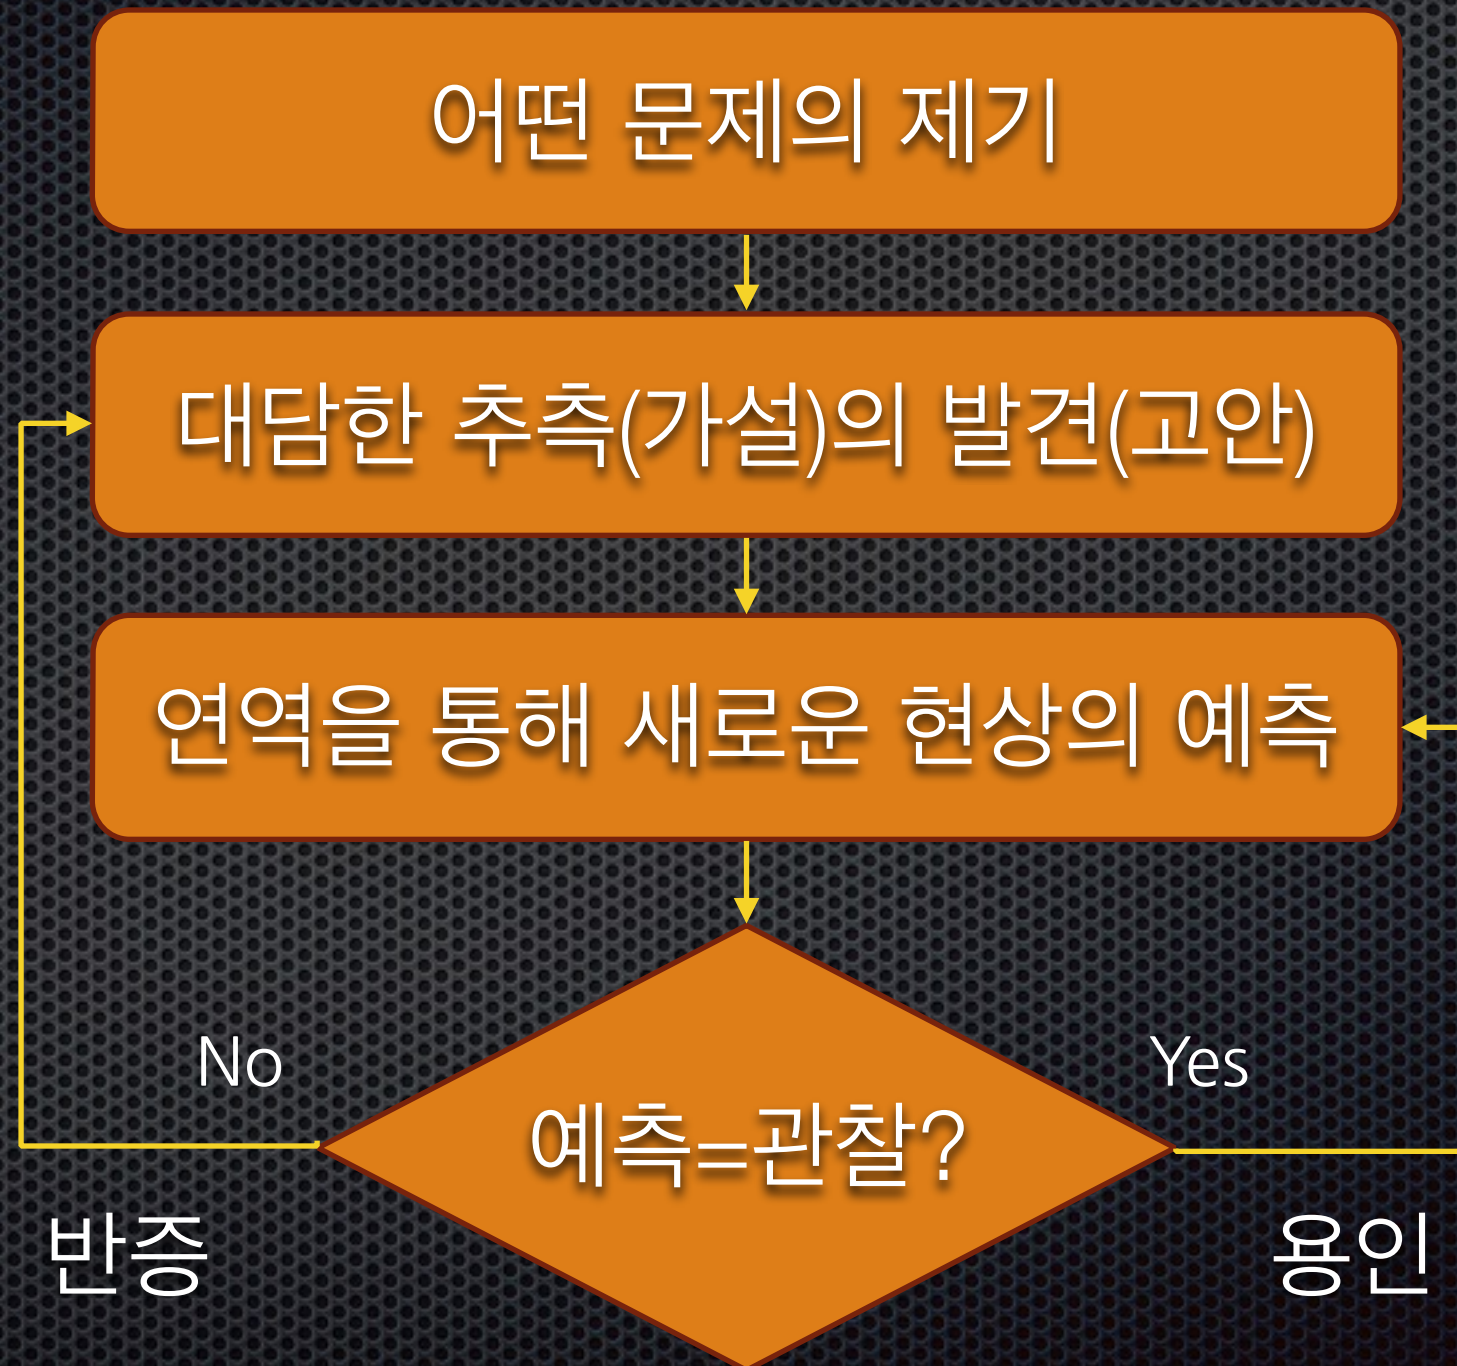 어떤 문제의 제기
대담한 추측(가설)의 발견(고안)
연역을 통해 새로운 현상의 예측
No
Yes
예측=관찰?
반증
용인